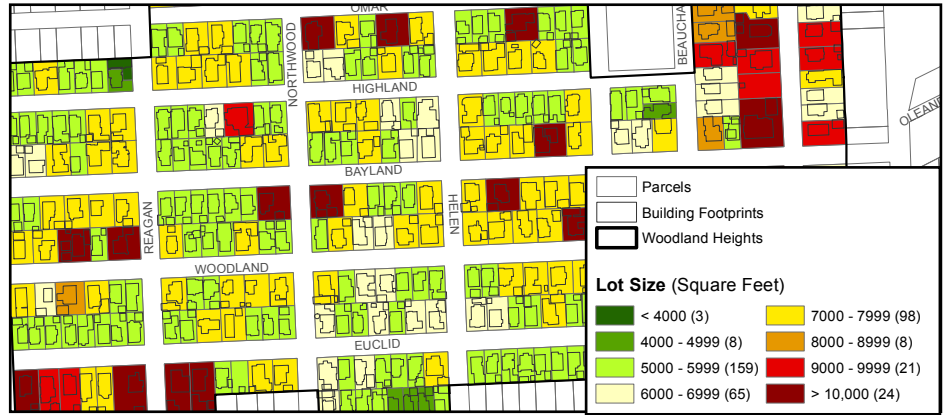 OMAR
NORTHWOOD
BEAUCHA
HIGHLAND
OLEAN
BAYLAND
REAGAN
HELEN
WOODLAND
EUCLID
Parcels
Building Footprints
Woodland Heights
Lot Size (Square Feet)
< 4000 (3)
4000 - 4999 (8)
5000 - 5999 (159)
6000 - 6999 (65)
7000 - 7999 (98)
8000 - 8999 (8)
9000 - 9999 (21)
> 10,000 (24)